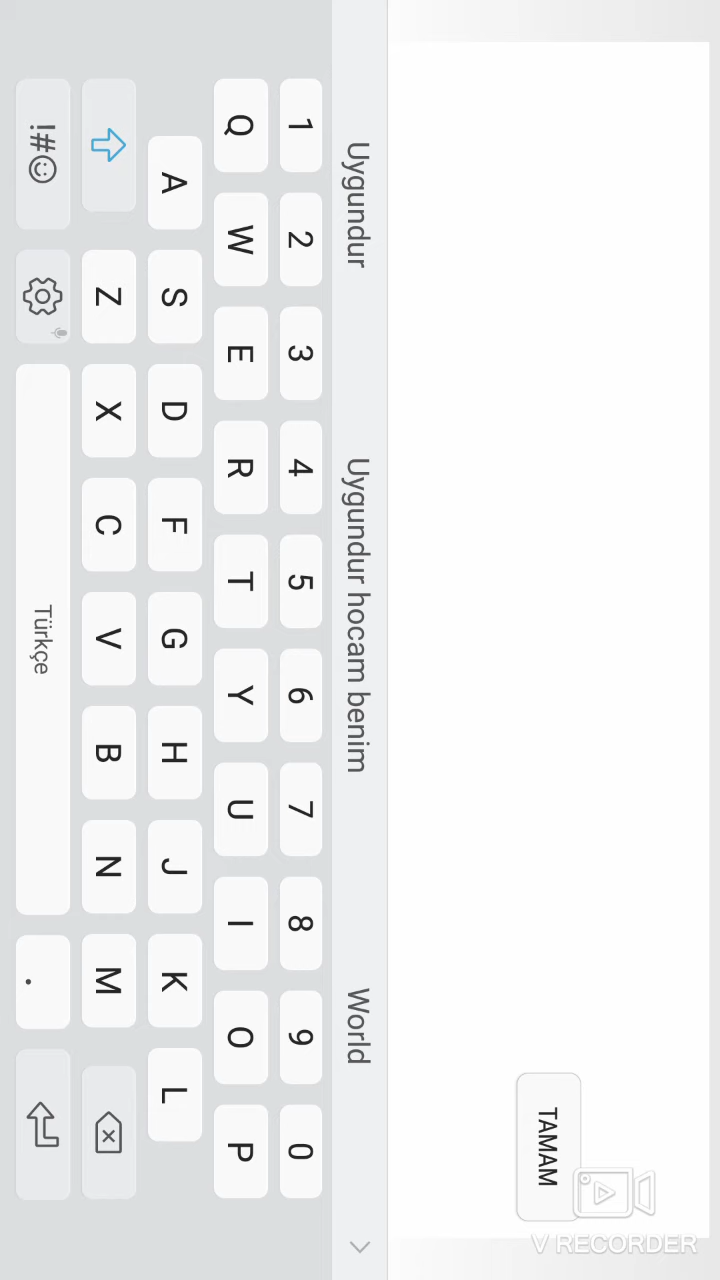 TAMAM
V RECORDER
Uygundur Uygundur hocam benim World
1 2 3 4 5 6 7 8 9 0
Q W E R T Y U I O P
A S D F G H J K L
Z X C V B N M
!#☺ Türkçe .